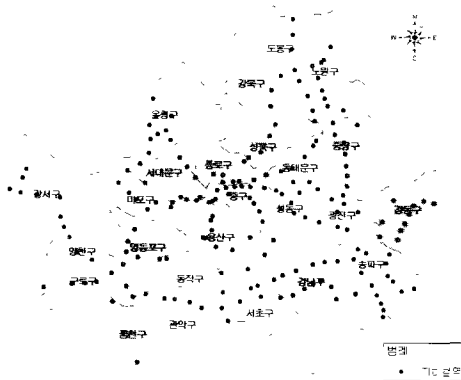 도봉구
노원구
강북구
은평구
성북구
중랑구
종로구
동대문구
서대문구
강서구
마포구
중구
성동구
광진구
강동구
용산구
양천구
영등포구
송파구
구로구
동작구
강남구
서초구
관악구
금천구
범례
N
W
E